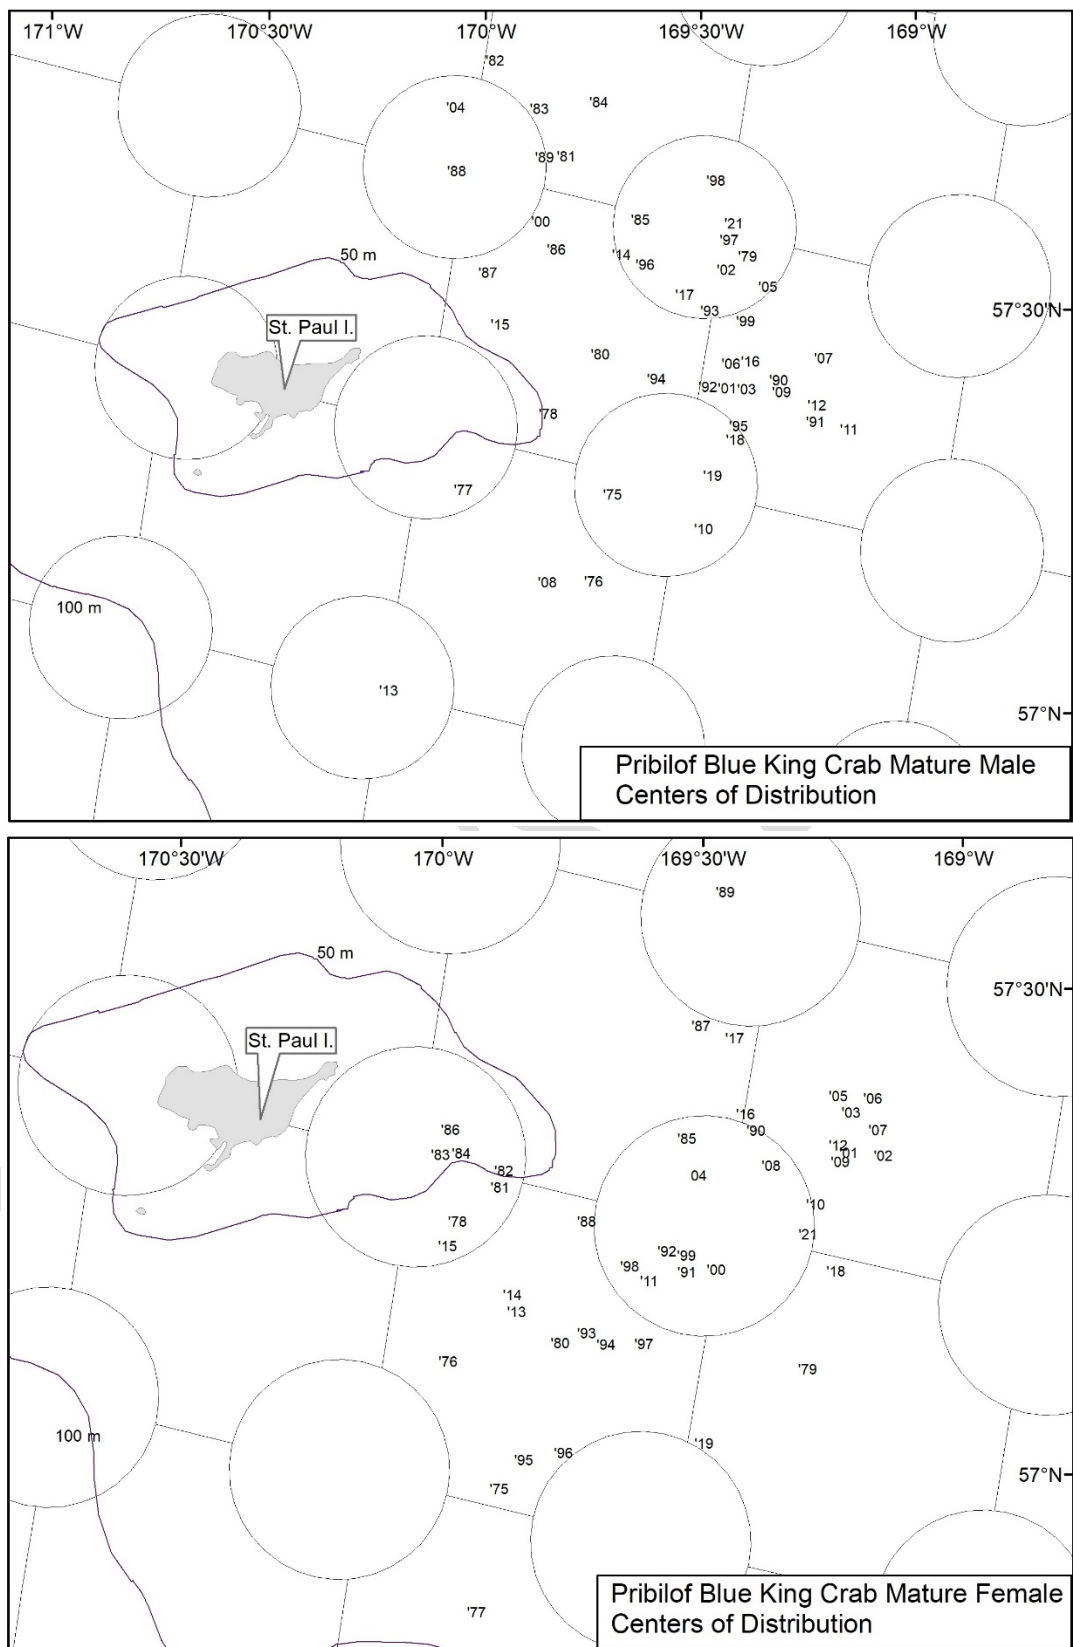 171°W 170°30'W 170°W 169°30'W 169°W
'82
'04 '83 '84
'89 '81
'88
'98
'00 '85 '21
'97
50 m '86 '14 '96 '79
'87 '02
'05
'17
57°30'N
'93
St. Paul I. '15 '99
'80 '06 '16 '07
'94 '92 '01 '03 '90
'09
'12
'78 '91
'95 '11
'18
'19
'77 '75
'10
'08 '76
100 m
'13
57°N
Pribilof Blue King Crab Mature Male
Centers of Distribution
170°30'W 170°W 169°30'W 169°W
'89
50 m
57°30'N
'87
'17
St. Paul I.
'05 '06
'16 '03
'86 '85 '90 '07
'12
'83 '84 '01 '02
'09
'82 '08
'81 04
'10
'78 '88
'21
'15
'92 '99
'98 '91 '00 '18
'11
'14
'13
'93
'80 '94 '97
'76
'79
100 m
'19
'96
'95
57°N
'75
'77
Pribilof Blue King Crab Mature Female
Centers of Distribution